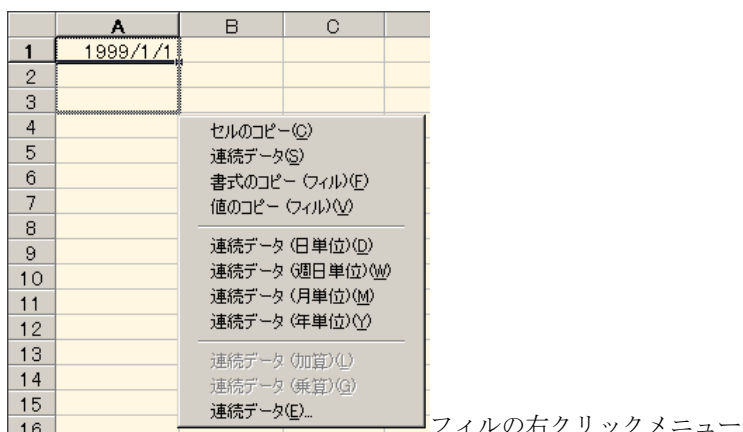 A B C
1 1999/1/1
2
3
4
5
6
7
8
9
10
11
12
13
14
15
16
セルのコピー(C)
連続データ(S)
書式のコピー (フィル)(F)
値のコピー (フィル)(V)
連続データ (日単位)(D)
連続データ (週日単位)(W)
連続データ (月単位)(M)
連続データ (年単位)(Y)
連続データ (加算)(L)
連続データ (乗算)(G)
連続データ(E)...
フィルの右クリックメニュー